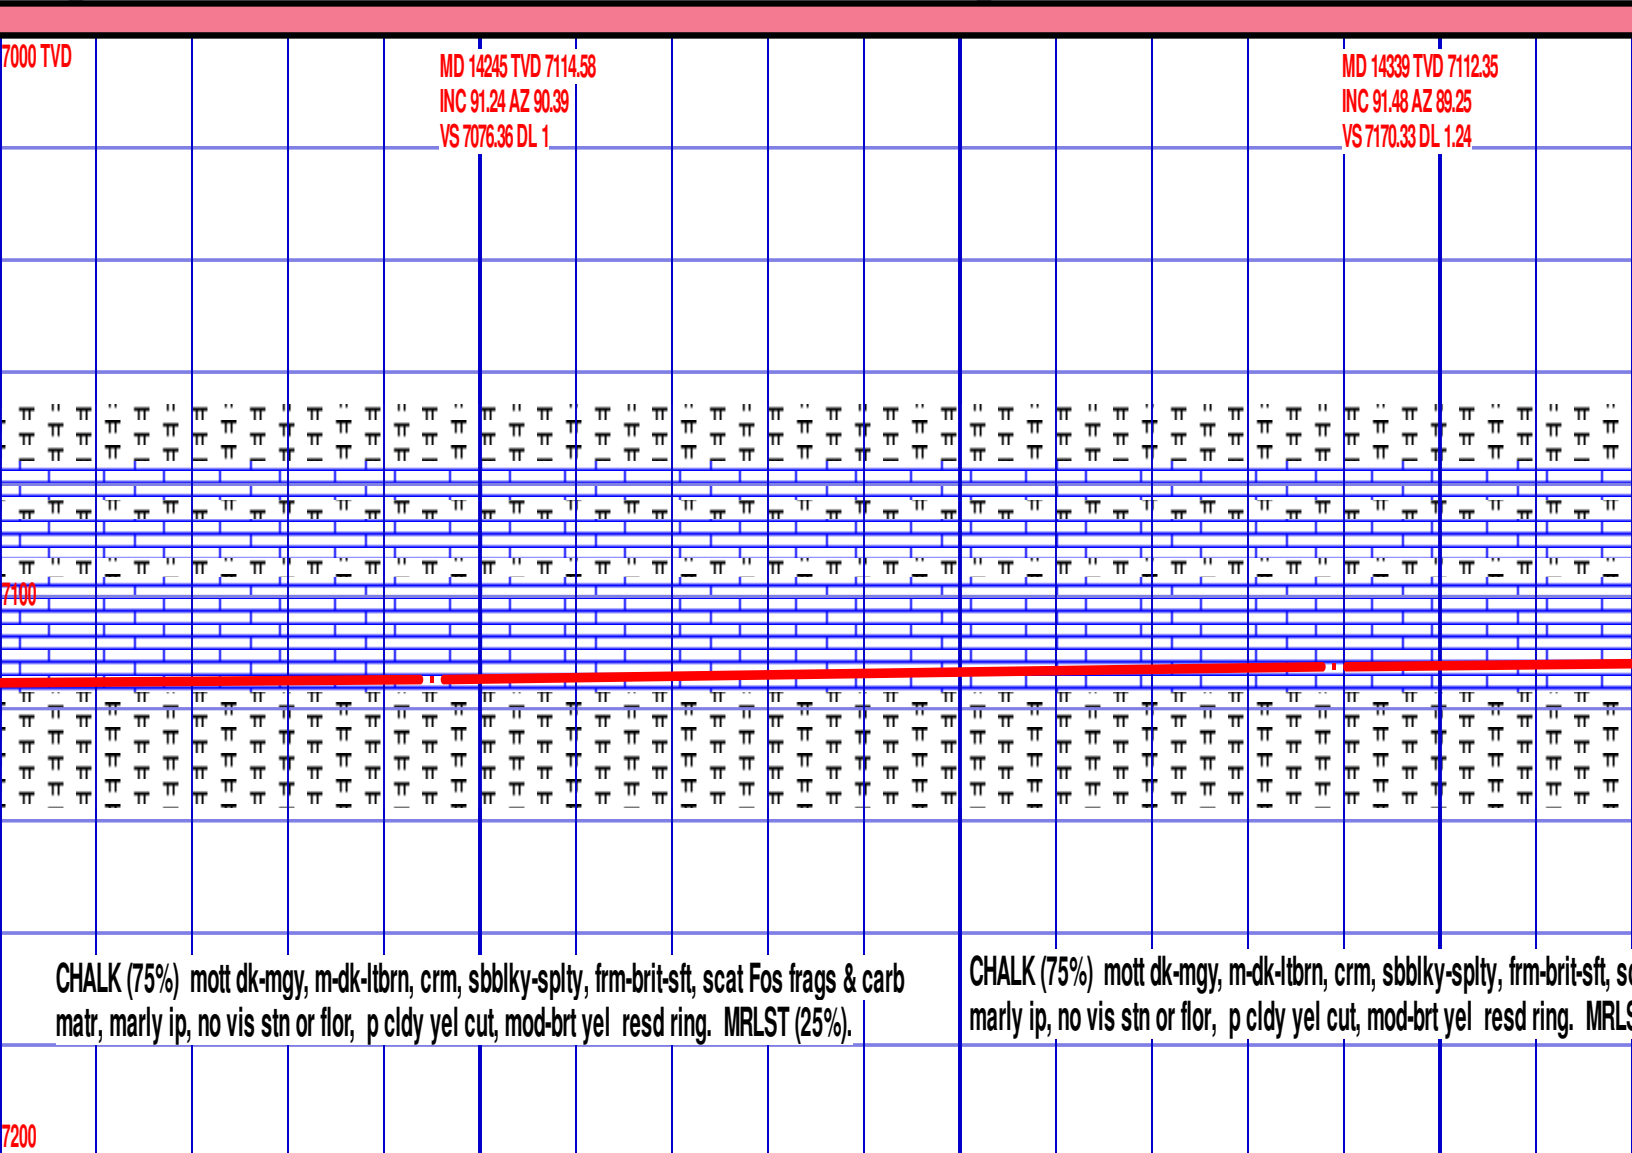 7000 TVD
MD 14245 TVD 7114.58
INC 91.24 AZ 90.39
VS 7076.36 DL 1
MD 14339 TVD 7112.35
INC 91.48 AZ 89.25
VS 7170.33 DL 1.24
7100
CHALK (75%)  mott dk-mgy, m-dk-ltbrn, crm, sbblky-splty, frm-brit-sft, scat Fos frags & carb
matr, marly ip, no vis stn or flor,  p cldy yel cut, mod-brt yel  resd ring.  MRLST (25%).
CHALK (75%)  mott dk-mgy, m-dk-ltbrn, crm, sbblky-splty, frm-brit-sft,
marly ip, no vis stn or flor,  p cldy yel cut, mod-brt yel  resd ring.
7200